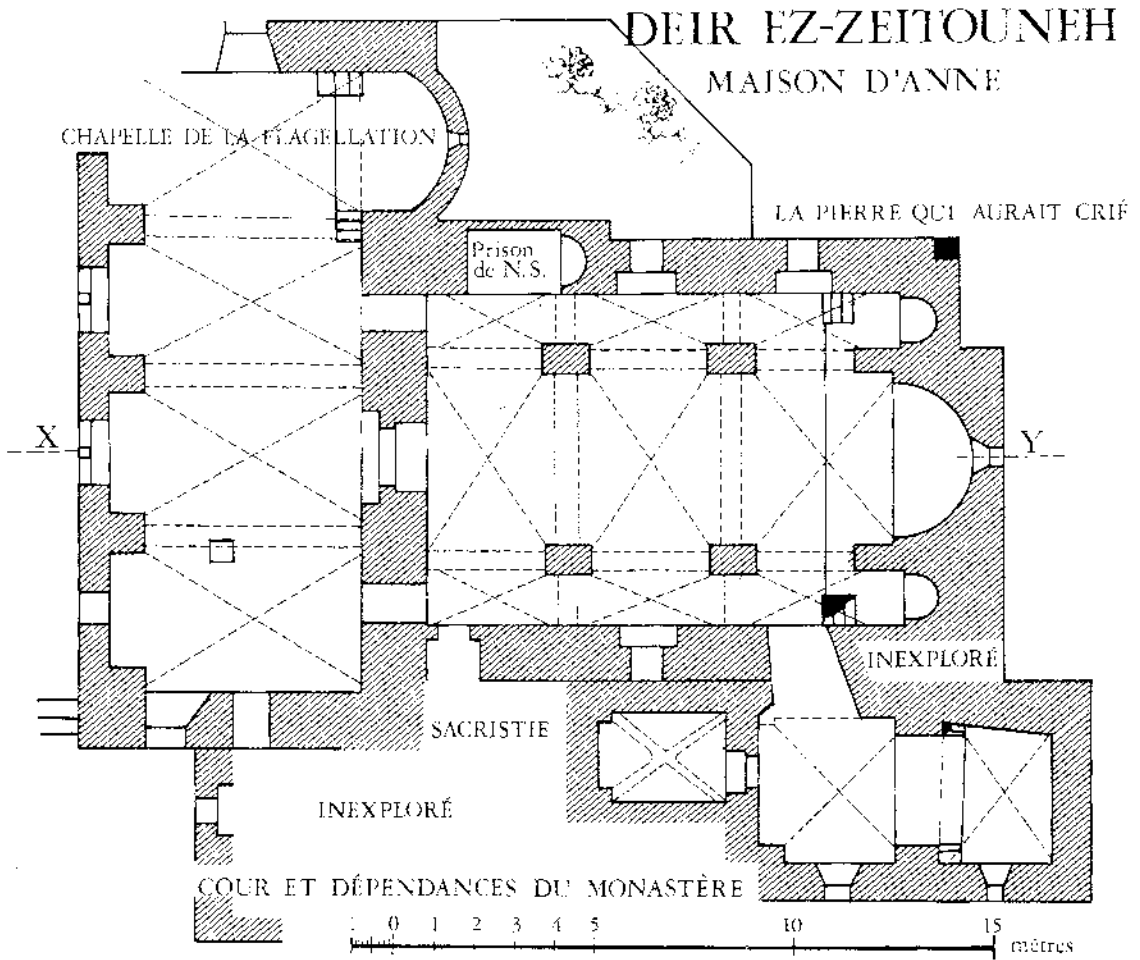 DEIR EZ-ZEITOUNEH
MAISON D'ANNE
CHAPELLE DE LA FLAGELLATION
LA PIERRE QUI AURAIT CRIÉ
Prison
de N.S.
X
Y
INEXPLORÉ
SACRISTIE
INEXPLORÉ
COUR ET DÉPENDANCES DU MONASTÈRE
1 0 1 2 3 4 5 10 15
mètres